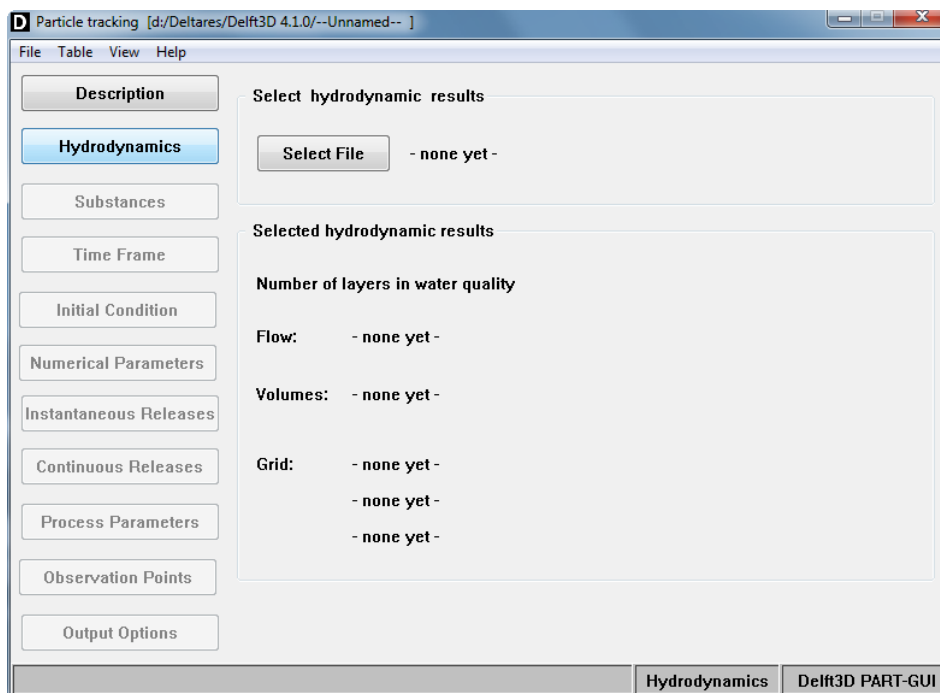 D Particle tracking [d:/Deltares/Delft3D 4.1.0/--Unnamed-- ]
File Table View Help
Description
Hydrodynamics
Substances
Time Frame
Initial Condition
Numerical Parameters
Instantaneous Releases
Continuous Releases
Process Parameters
Observation Points
Output Options
Select hydrodynamic results
Select File - none yet -
Selected hydrodynamic results
Number of layers in water quality
Flow: - none yet -
Volumes: - none yet -
Grid: - none yet -
- none yet -
- none yet -
Hydrodynamics Delft3D PART-GUI